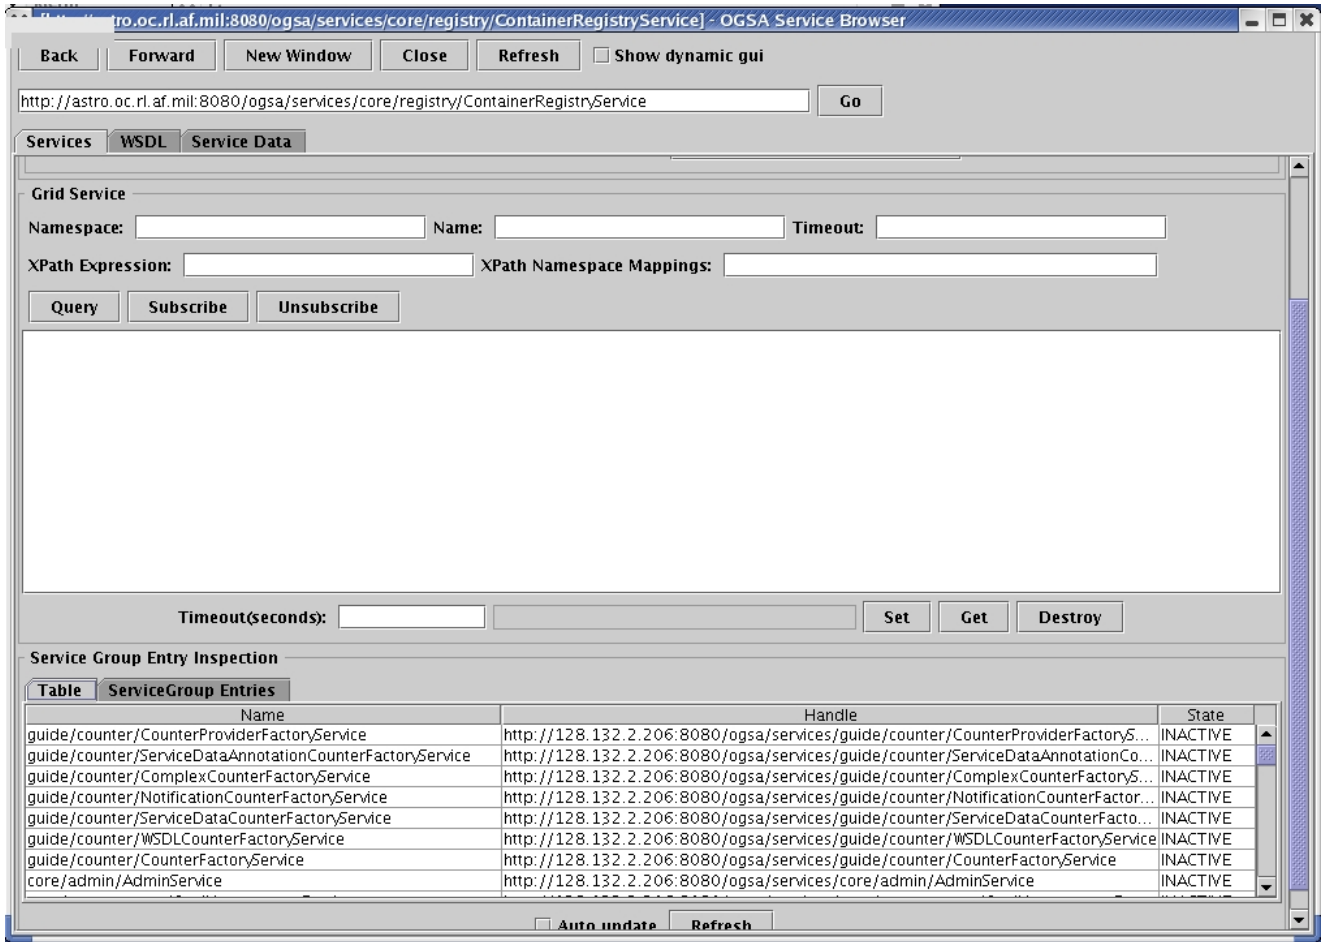 tro.oc.rl.af.mil:8080/ogsa/services/core/registry/ContainerRegistryService] - OGSA Service Browser
Back Forward New Window Close Refresh Show dynamic gui
http://astro.oc.rl.af.mil:8080/ogsa/services/core/registry/ContainerRegistryService Go
Services WSDL Service Data
Grid Service
Namespace: Name: Timeout:
XPath Expression: XPath Namespace Mappings:
Query Subscribe Unsubscribe
Timeout(seconds): Set Get Destroy
Service Group Entry Inspection
Table ServiceGroup Entries
Name Handle State
guide/counter/CounterProviderFactoryService http://128.132.2.206:8080/ogsa/services/guide/counter/CounterProviderFactoryS... INACTIVE
guide/counter/ServiceDataAnnotationCounterFactoryService http://128.132.2.206:8080/ogsa/services/guide/counter/ServiceDataAnnotationCo... INACTIVE
guide/counter/ComplexCounterFactoryService http://128.132.2.206:8080/ogsa/services/guide/counter/ComplexCounterFactoryS... INACTIVE
guide/counter/NotificationCounterFactoryService http://128.132.2.206:8080/ogsa/services/guide/counter/NotificationCounterFactor... INACTIVE
guide/counter/ServiceDataCounterFactoryService http://128.132.2.206:8080/ogsa/services/guide/counter/ServiceDataCounterFacto... INACTIVE
guide/counter/WSDLCounterFactoryService http://128.132.2.206:8080/ogsa/services/guide/counter/WSDLCounterFactoryService INACTIVE
guide/counter/CounterFactoryService http://128.132.2.206:8080/ogsa/services/guide/counter/CounterFactoryService INACTIVE
core/admin/AdminService http://128.132.2.206:8080/ogsa/services/core/admin/AdminService INACTIVE
Auto update Refresh